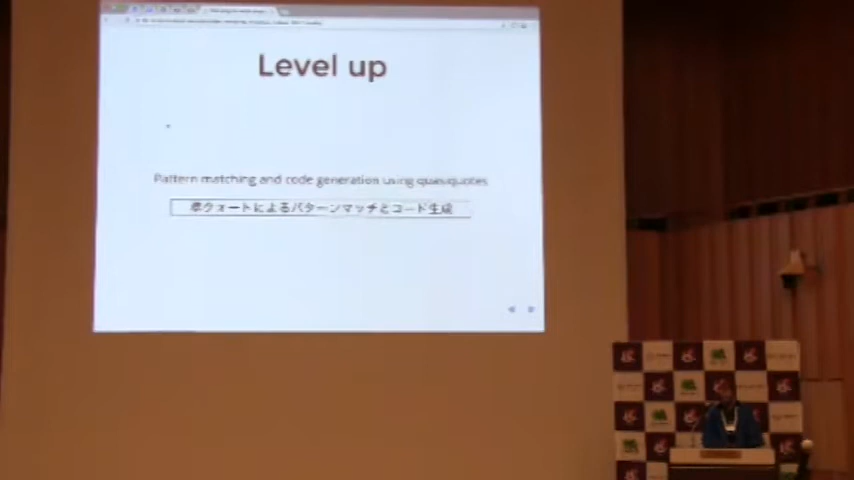 Level up
Pattern matching and code generation using quasiquotes
準クォートによるパターンマッチとコード生成